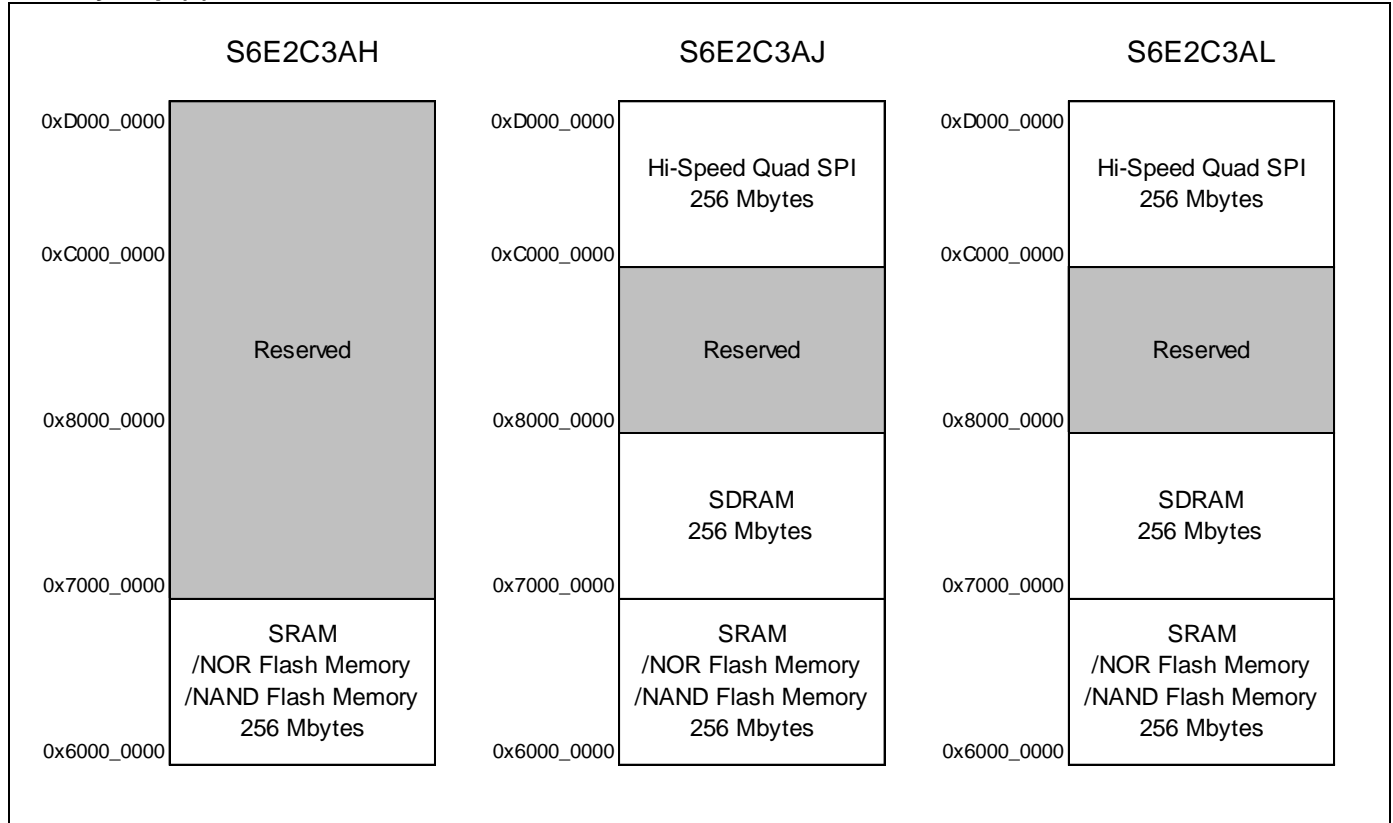 S6E2C3AH
S6E2C3AJ
S6E2C3AL
0xD000_0000
0xC000_0000
Reserved
0x8000_0000
0x7000_0000
SRAM
/NOR Flash Memory
/NAND Flash Memory
256 Mbytes
0x6000_0000
0xD000_0000
Hi-Speed Quad SPI
256 Mbytes
0xC000_0000
Reserved
0x8000_0000
SDRAM
256 Mbytes
0x7000_0000
SRAM
/NOR Flash Memory
/NAND Flash Memory
256 Mbytes
0x6000_0000
0xD000_0000
Hi-Speed Quad SPI
256 Mbytes
0xC000_0000
Reserved
0x8000_0000
SDRAM
256 Mbytes
0x7000_0000
SRAM
/NOR Flash Memory
/NAND Flash Memory
256 Mbytes
0x6000_0000